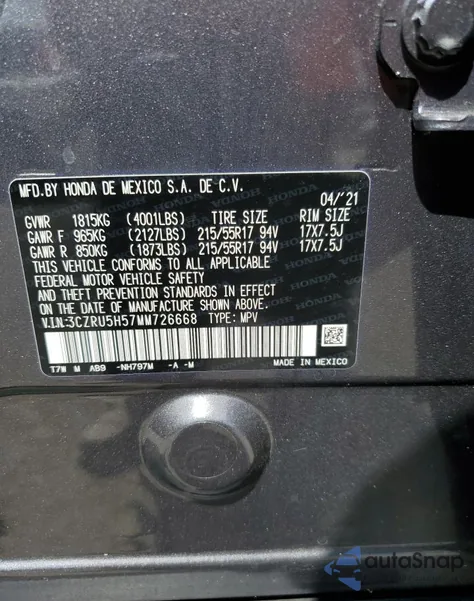 MFD.BY HONDA DE MEXICO S.A. DE C.V.
04/'21
GVWR 1815KG (4001LBS) TIRE SIZE RIM SIZE
GAWR F 965KG (2127LBS) 215/55R17 94V 17X7.5J
GAWR R 850KG (1873LBS) 215/55R17 94V 17X7.5J
THIS VEHICLE CONFORMS TO ALL APPLICABLE
FEDERAL MOTOR VEHICLE SAFETY
AND THEFT PREVENTION STANDARDS IN EFFECT
ON THE DATE OF MANUFACTURE SHOWN ABOVE.
V.I.N.:3CZRU5H57MM726668 TYPE: MPV
T7W M AB9 -NH797M -A -M
autoSnap